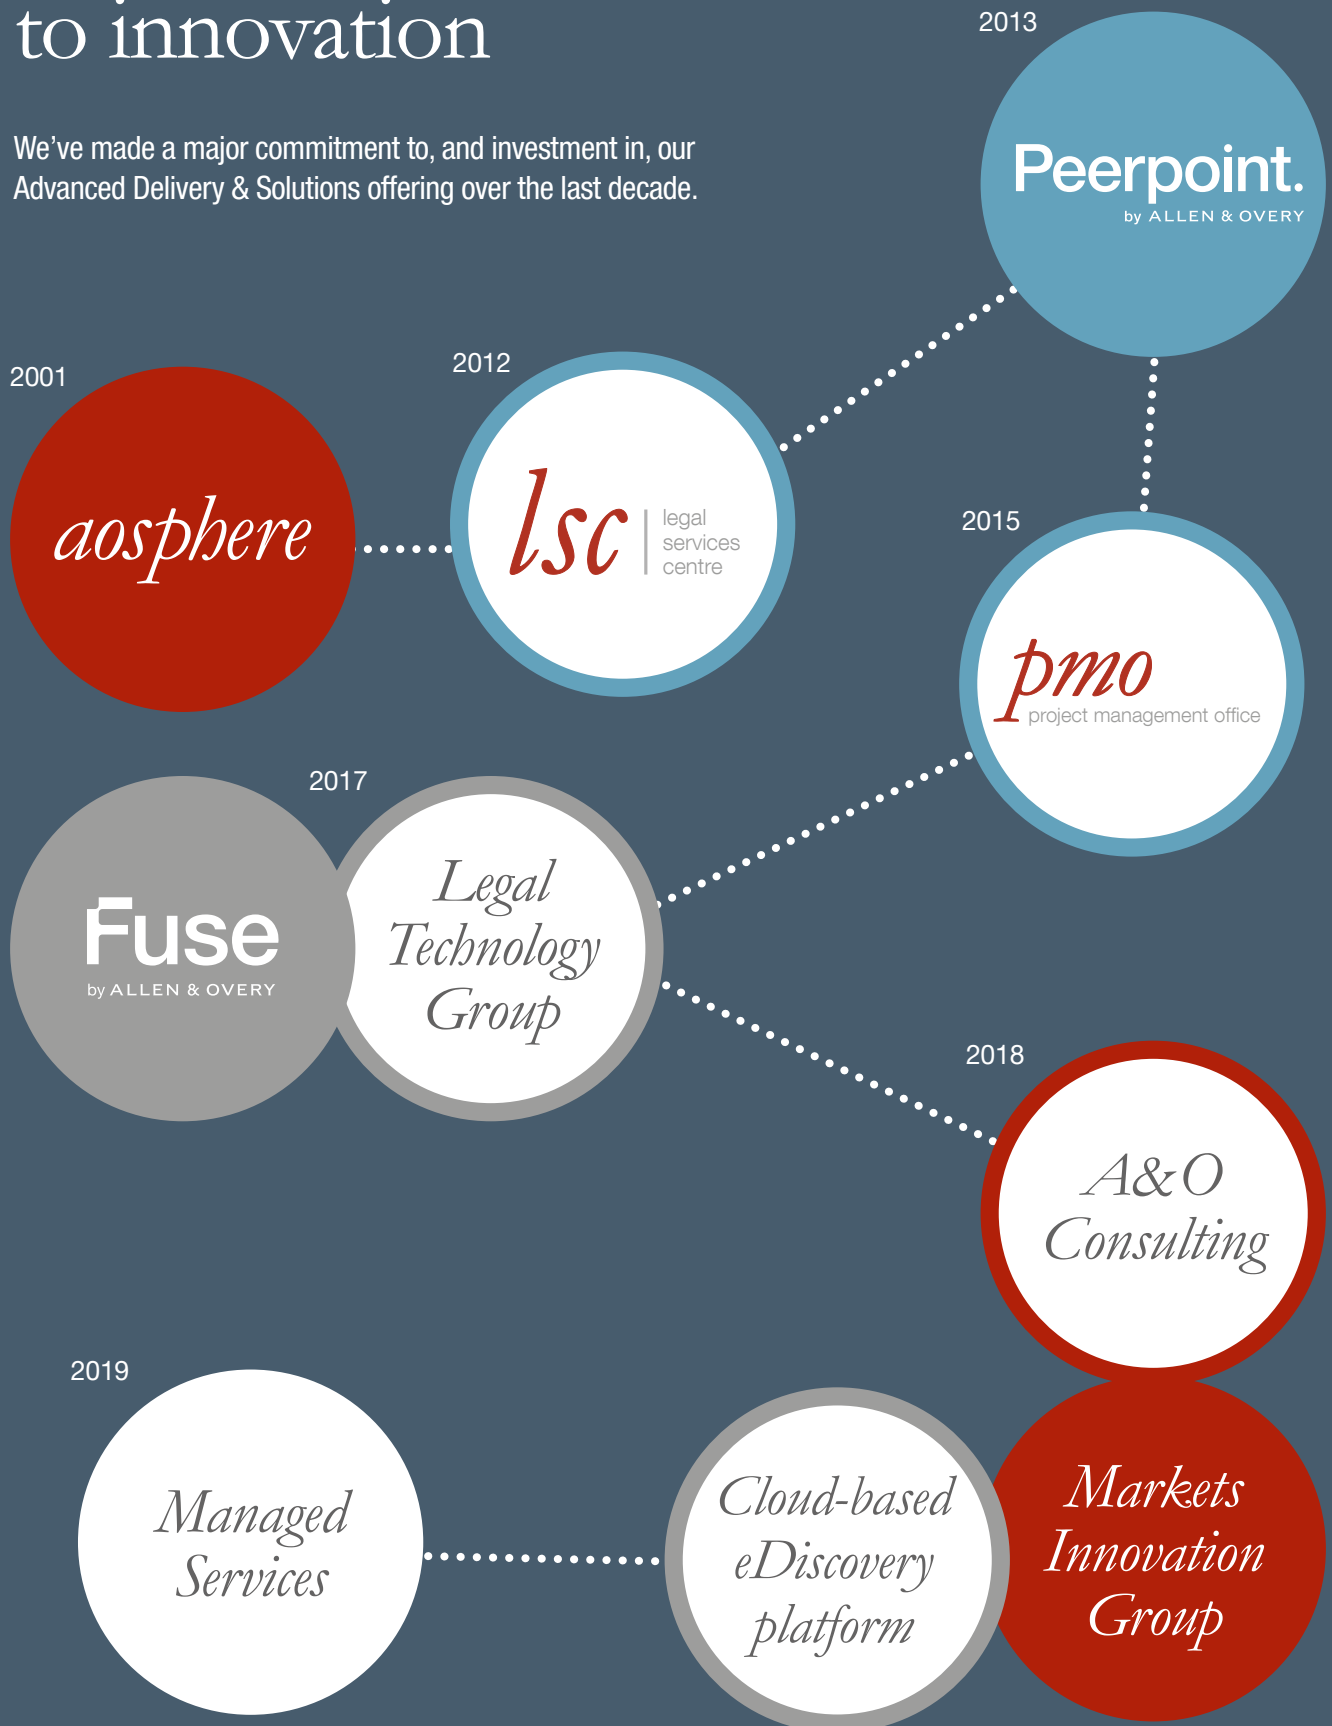 to innovation
We've made a major commitment to, and investment in, our
Advanced Delivery & Solutions offering over the last decade.
2001
aosphere
2012
lsc
legal
services
centre
2013
Peerpoint.
by ALLEN & OVERY
2015
pmo
project management office
2017
Fuse
by ALLEN & OVERY
Legal
Technology
Group
2018
A&O
Consulting
Markets
Innovation
Group
Cloud-based
eDiscovery
platform
2019
Managed
Services